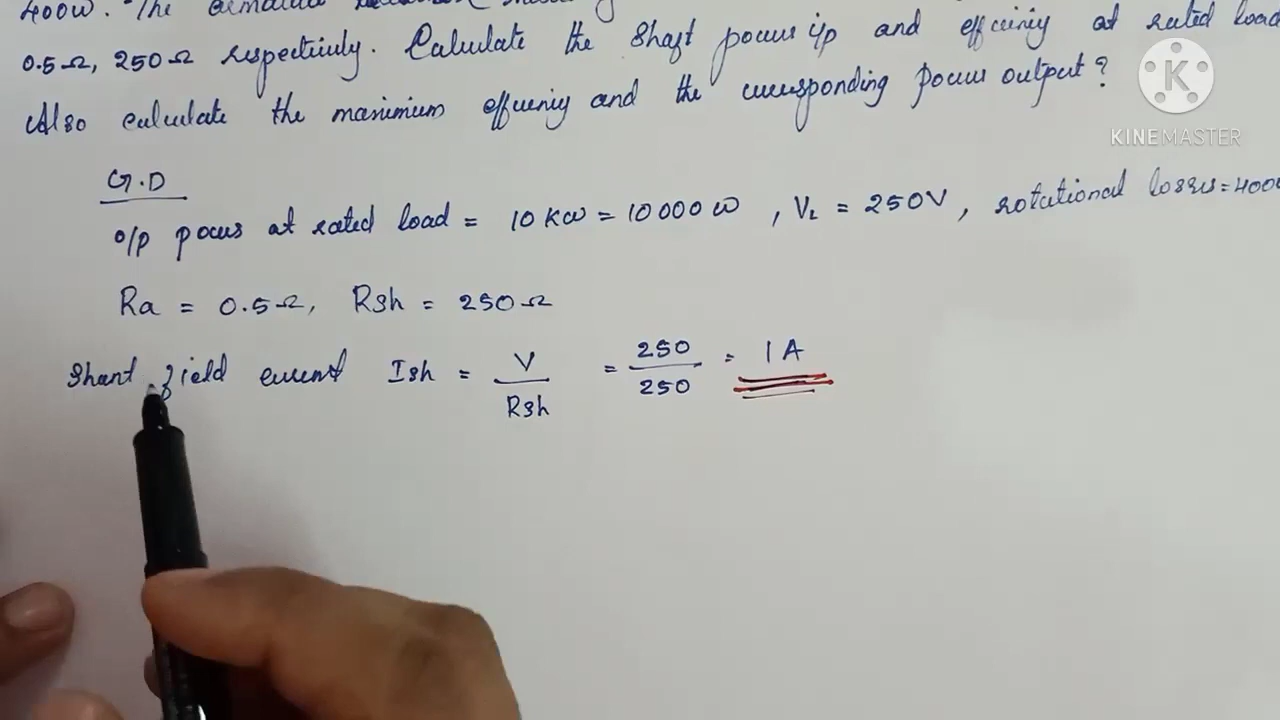 400W. The armature
0.5Ω, 250Ω respectively. Calculate the shaft power i/p and efficiency at rated load
Also calculate the maximum efficiency and the corresponding power output?
G.D
o/p power at rated load = 10 KW = 10000 W, VL = 250V, rotational losses = 400
Ra = 0.5Ω, Rsh = 250Ω
Shunt field current Ish = V / Rsh = 250 / 250 = 1A
KINEMASTER